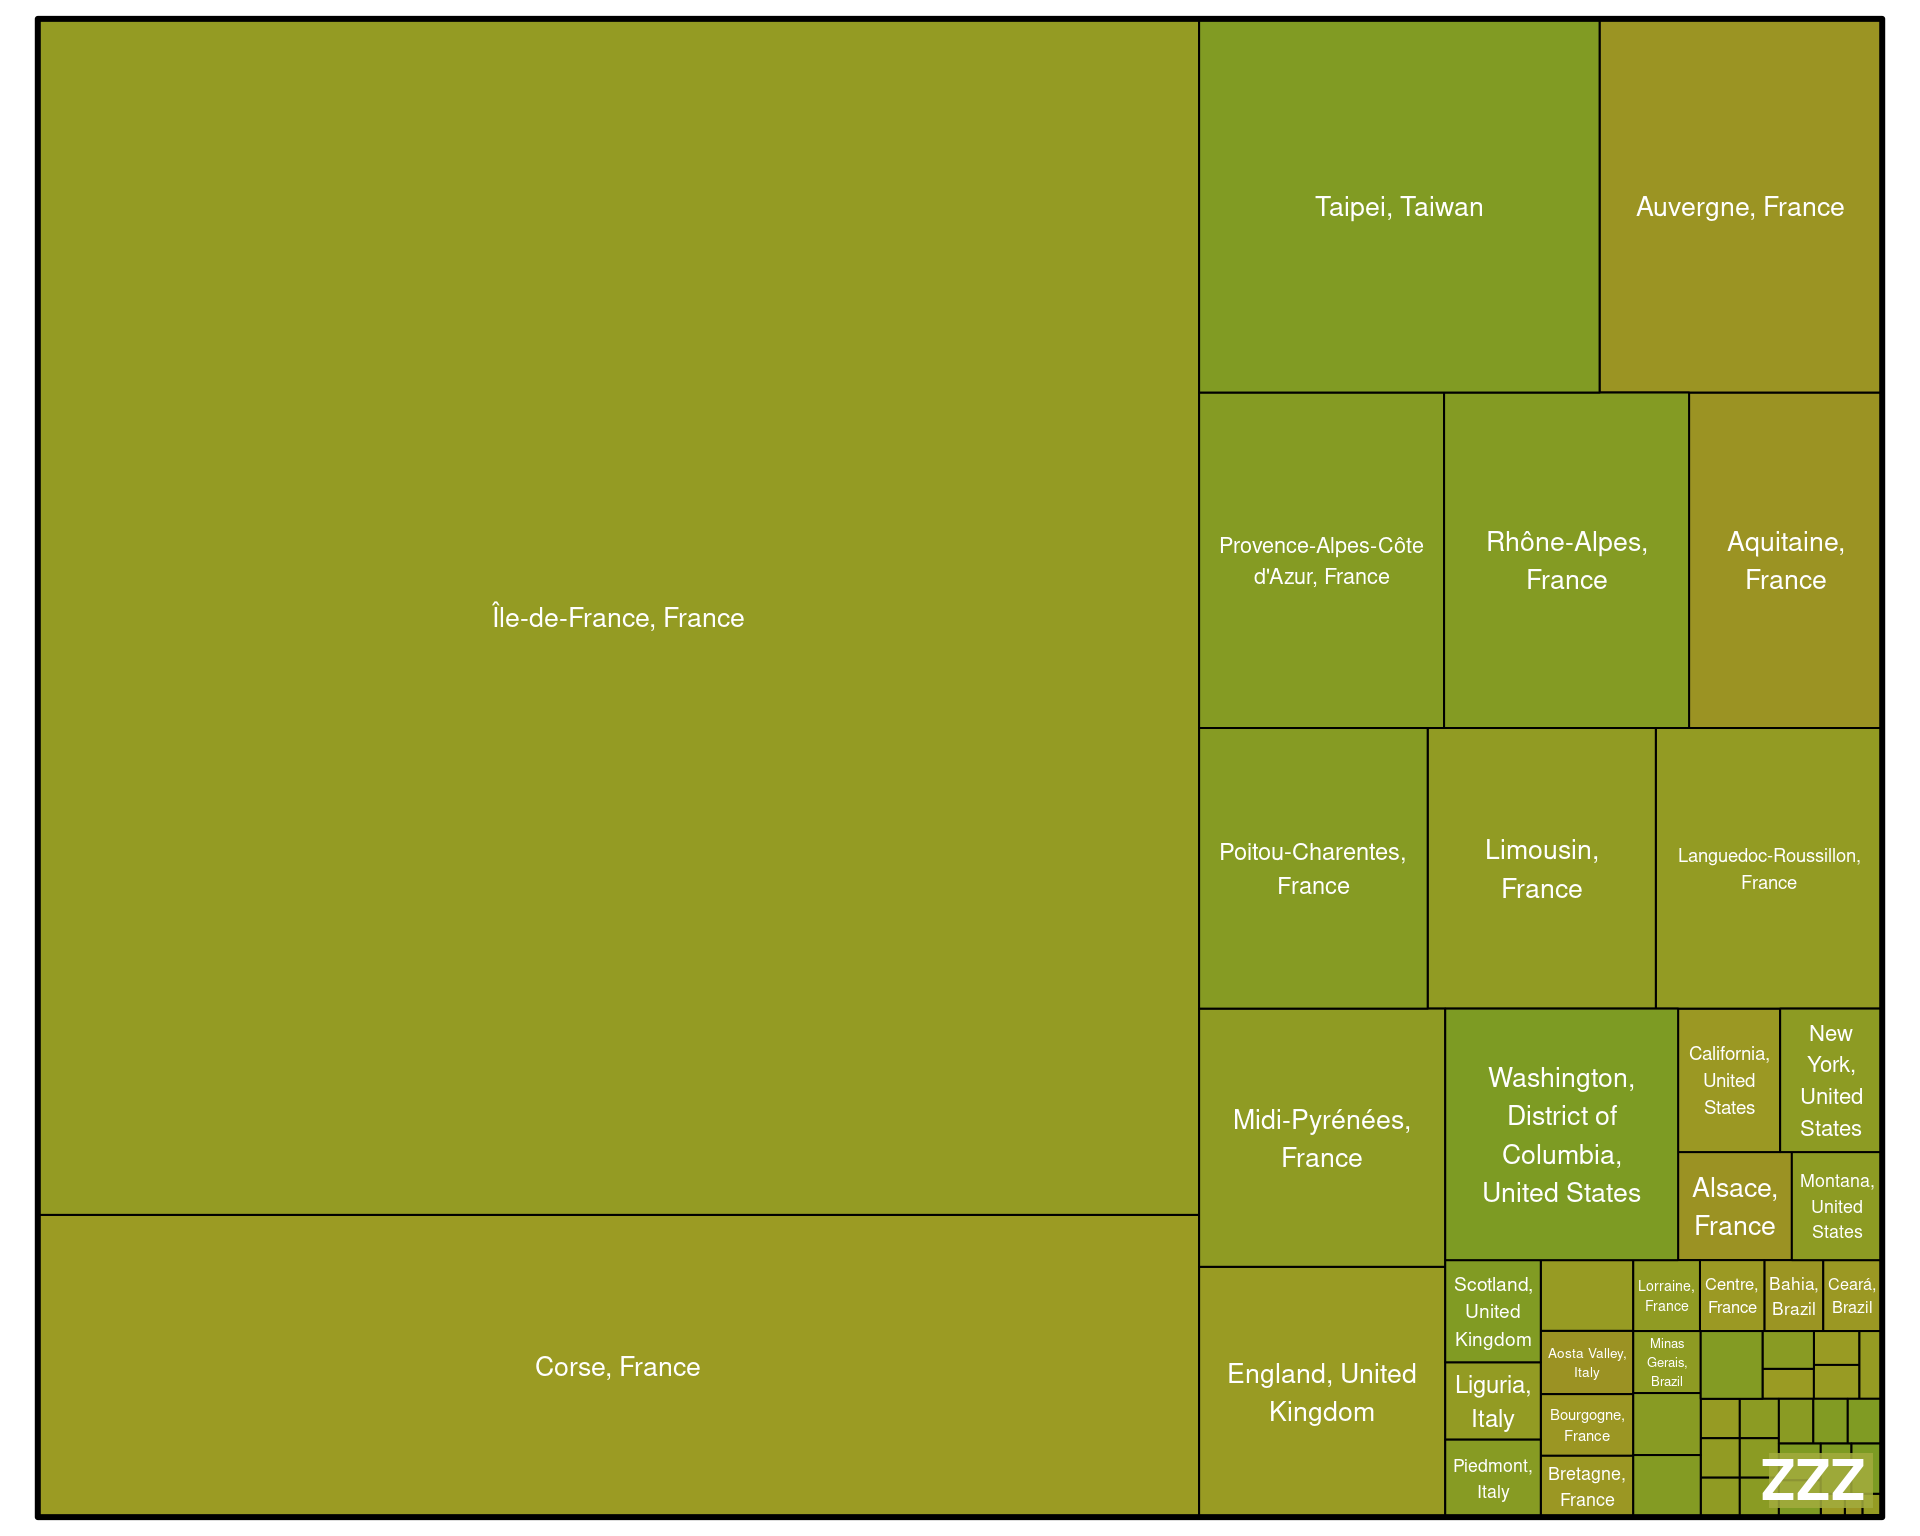 Île-de-France, France
Corse, France
Taipei, Taiwan
Auvergne, France
Provence-Alpes-Côte
d'Azur, France
Rhône-Alpes,
France
Aquitaine,
France
Poitou-Charentes,
France
Limousin,
France
Languedoc-Roussillon,
France
Midi-Pyrénées,
France
England, United
Kingdom
Washington,
District of
Columbia,
United States
California,
United
States
New
York,
United
States
Alsace,
France
Montana,
United
States
Scotland,
United
Kingdom
Liguria,
Italy
Piedmont,
Italy
Aosta Valley,
Italy
Bourgogne,
France
Bretagne,
France
Lorraine,
France
Minas
Gerais,
Brazil
Centre,
France
Bahia,
Brazil
Ceará,
Brazil
ZZZ